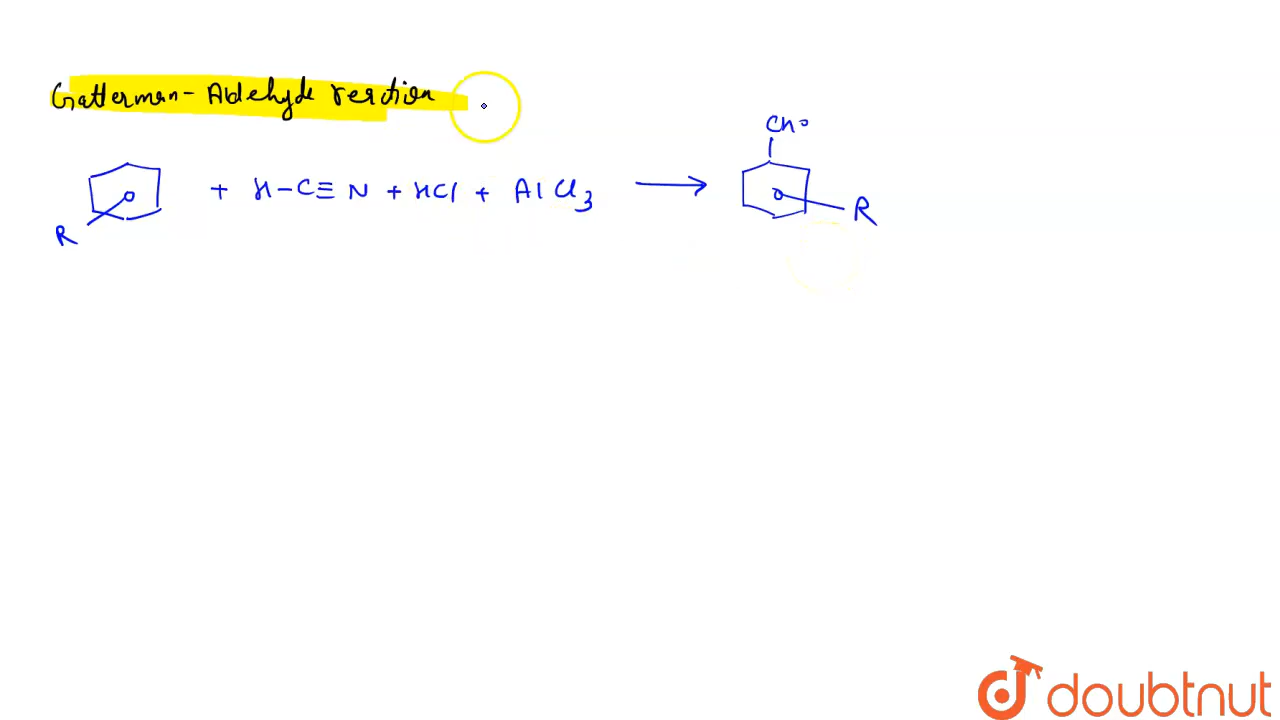 Gatterman - Aldehyde reaction
CHO
R + H-C≡N + HCl + AlCl3 → R
doubtnut